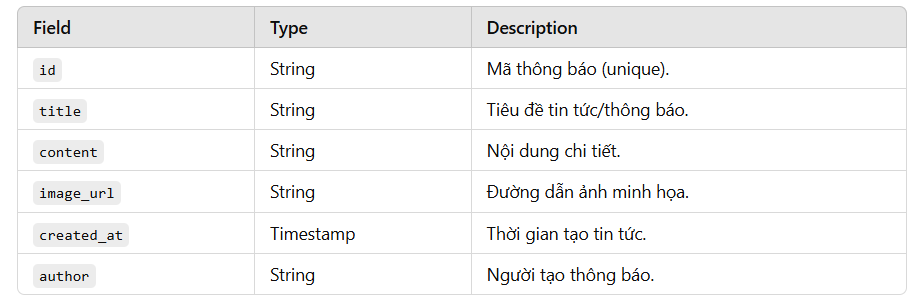 Field Type Description
id String Mã thông báo (unique).
title String Tiêu đề tin tức/thông báo.
content String Nội dung chi tiết.
image_url String Đường dẫn ảnh minh họa.
created_at Timestamp Thời gian tạo tin tức.
author String Người tạo thông báo.